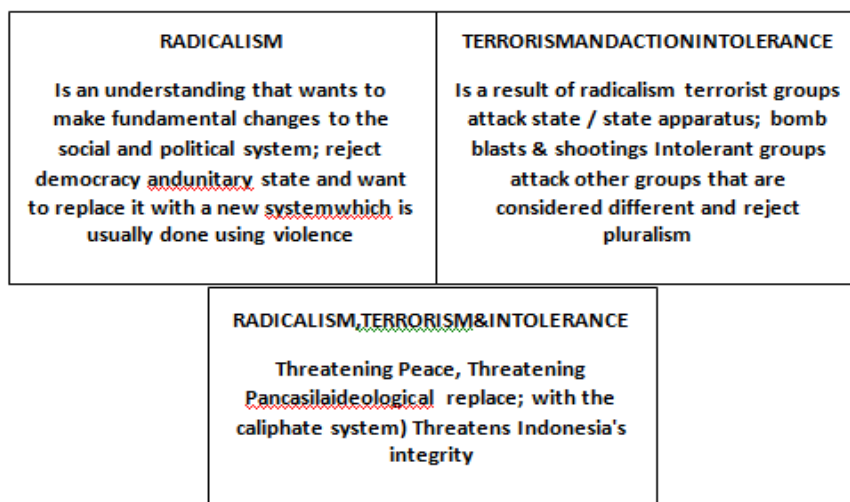 RADICALISM
Is an understanding that wants to
make fundamental changes to the
social and political system; reject
democracy andunitary state and want
to replace it with a new systemwhich is
usually done using violence
TERRORISMANDACTIONINTOLERANCE
Is a result of radicalism terrorist groups
attack state / state apparatus; bomb
blasts & shootings Intolerant groups
attack other groups that are
considered different and reject
pluralism
RADICALISM,TERRORISM&INTOLERANCE
Threatening Peace, Threatening
Pancasilaideological replace; with the
caliphate system) Threatens Indonesia's
integrity